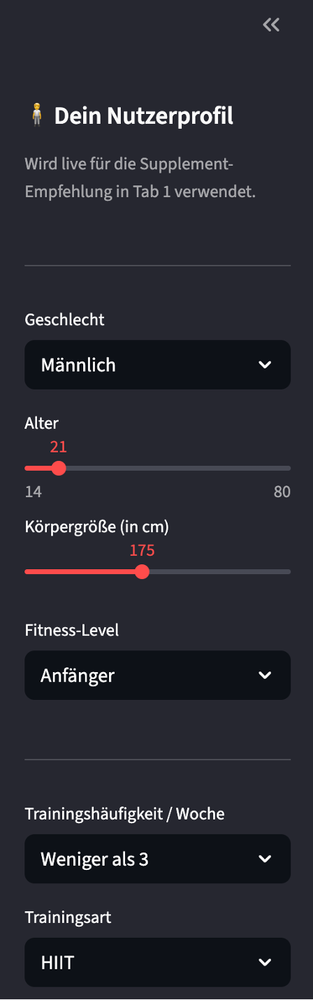 Dein Nutzerprofil
Wird live für die Supplement-
Empfehlung in Tab 1 verwendet.
Geschlecht
Männlich
Alter
21
14 80
Körpergröße (in cm)
175
Fitness-Level
Anfänger
Trainingshäufigkeit / Woche
Weniger als 3
Trainingsart
HIIT